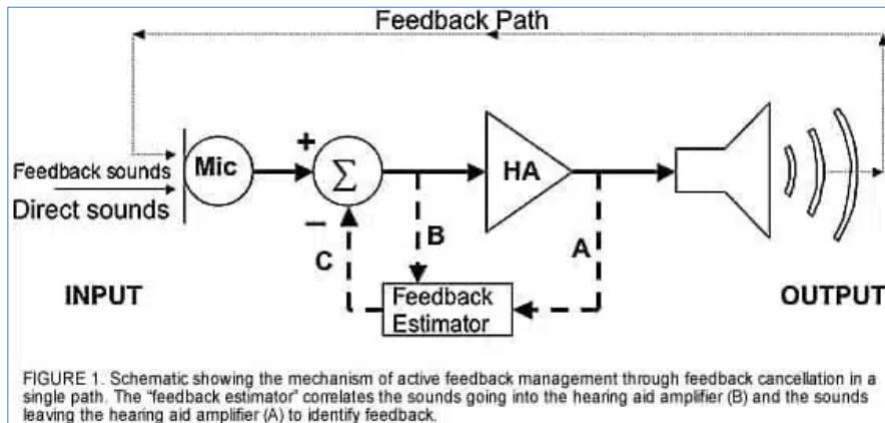 Feedback Path
Feedback sounds
Direct sounds
Mic
+
Σ
−
HA
B
C
A
INPUT
Feedback
Estimator
OUTPUT
FIGURE 1. Schematic showing the mechanism of active feedback management through feedback cancellation in a
single path. The "feedback estimator" correlates the sounds going into the hearing aid amplifier (B) and the sounds
leaving the hearing aid amplifier (A) to identify feedback.